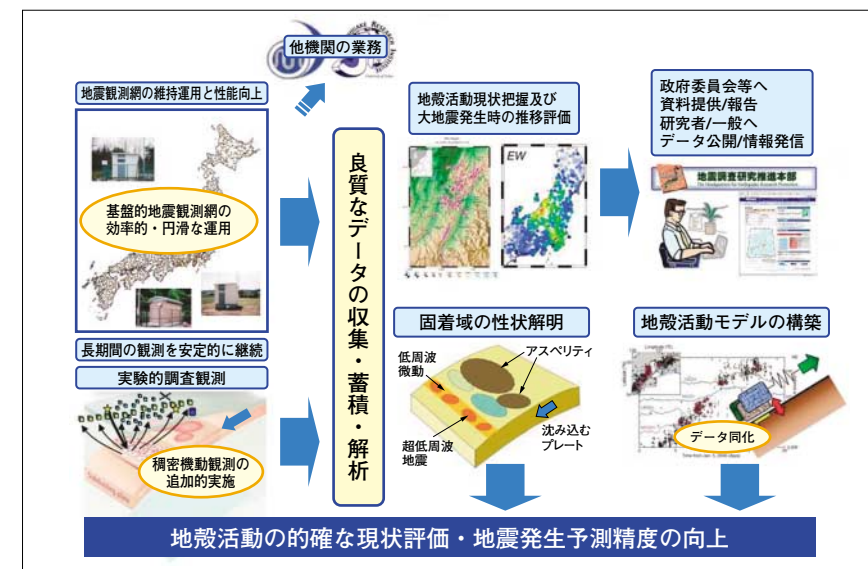 他機関の業務
地震観測網の維持運用と性能向上
基盤的地震観測網の
効率的・円滑な運用
長期間の観測を安定的に継続
実験的調査観測
稠密機動観測の
追加的実施
良質なデータの収集・蓄積・解析
地殻活動現状把握及び
大地震発生時の推移評価
EW
政府委員会等へ
資料提供/報告
研究者/一般へ
データ公開/情報発信
地震調査研究推進本部
固着域の性状解明
アスペリティ
低周波
微動
超低周波
地震
沈み込む
プレート
地殻活動モデルの構築
データ同化
地殻活動の的確な現状評価・地震発生予測精度の向上